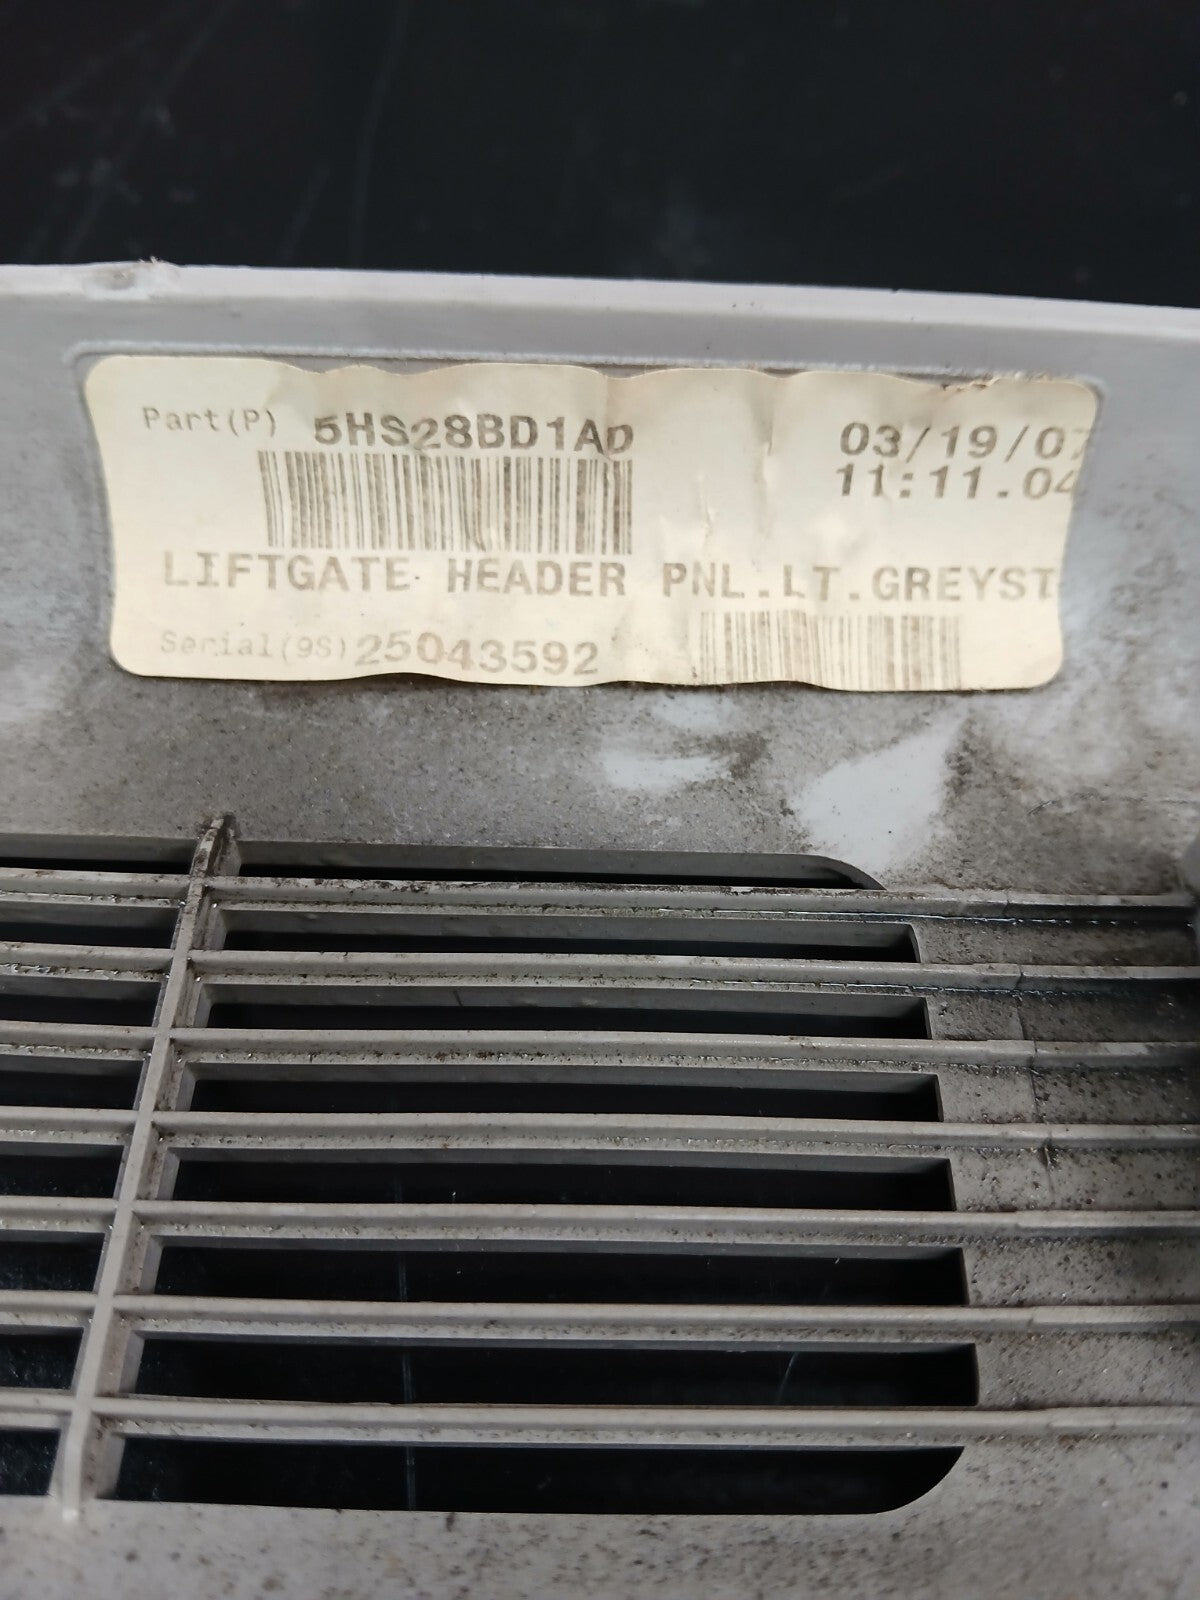 Part(P) 5HS28BD1AD
03/19/07
11:11.04
LIFTGATE HEADER PNL.LT.GREYST
Serial(9S) 25043592